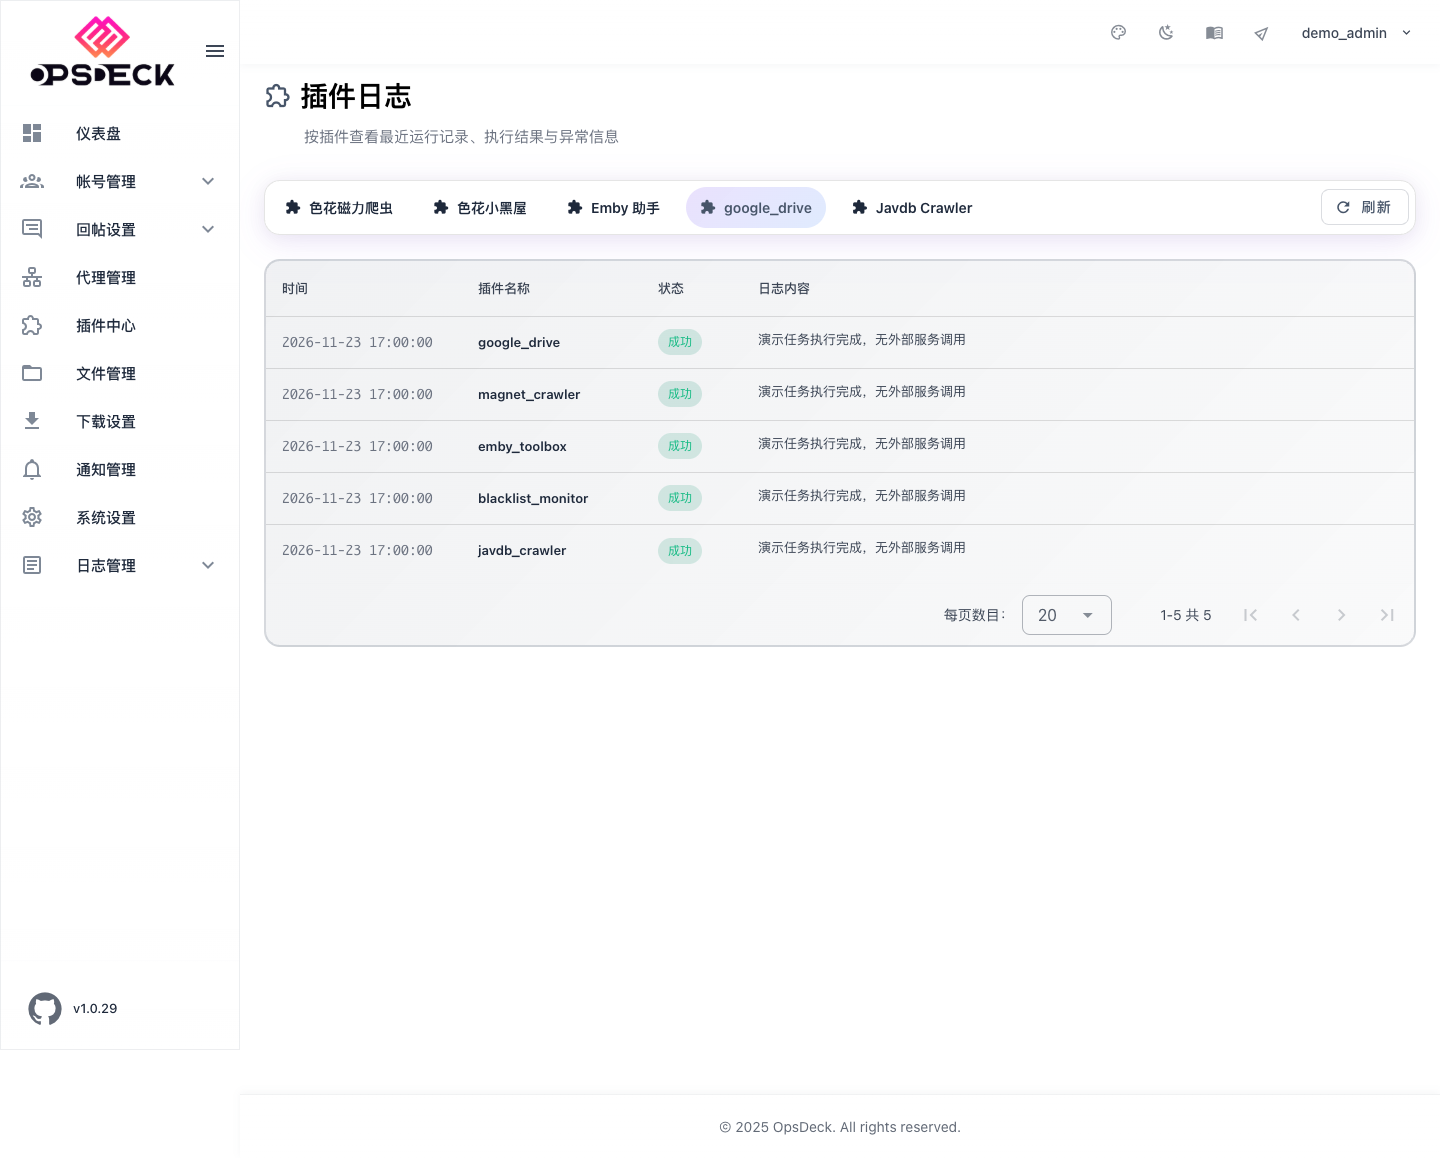 OPSDECK
仪表盘
帐号管理
回帖设置
代理管理
插件中心
文件管理
下载设置
通知管理
系统设置
日志管理
v1.0.29
demo_admin
插件日志
按插件查看最近运行记录、执行结果与异常信息
色花磁力爬虫 色花小黑屋 Emby 助手 google_drive Javdb Crawler 刷新
时间 插件名称 状态 日志内容
2026-11-23 17:00:00 google_drive 成功 演示任务执行完成，无外部服务调用
2026-11-23 17:00:00 magnet_crawler 成功 演示任务执行完成，无外部服务调用
2026-11-23 17:00:00 emby_toolbox 成功 演示任务执行完成，无外部服务调用
2026-11-23 17:00:00 blacklist_monitor 成功 演示任务执行完成，无外部服务调用
2026-11-23 17:00:00 javdb_crawler 成功 演示任务执行完成，无外部服务调用
每页数目： 20 1-5 共 5
© 2025 OpsDeck. All rights reserved.